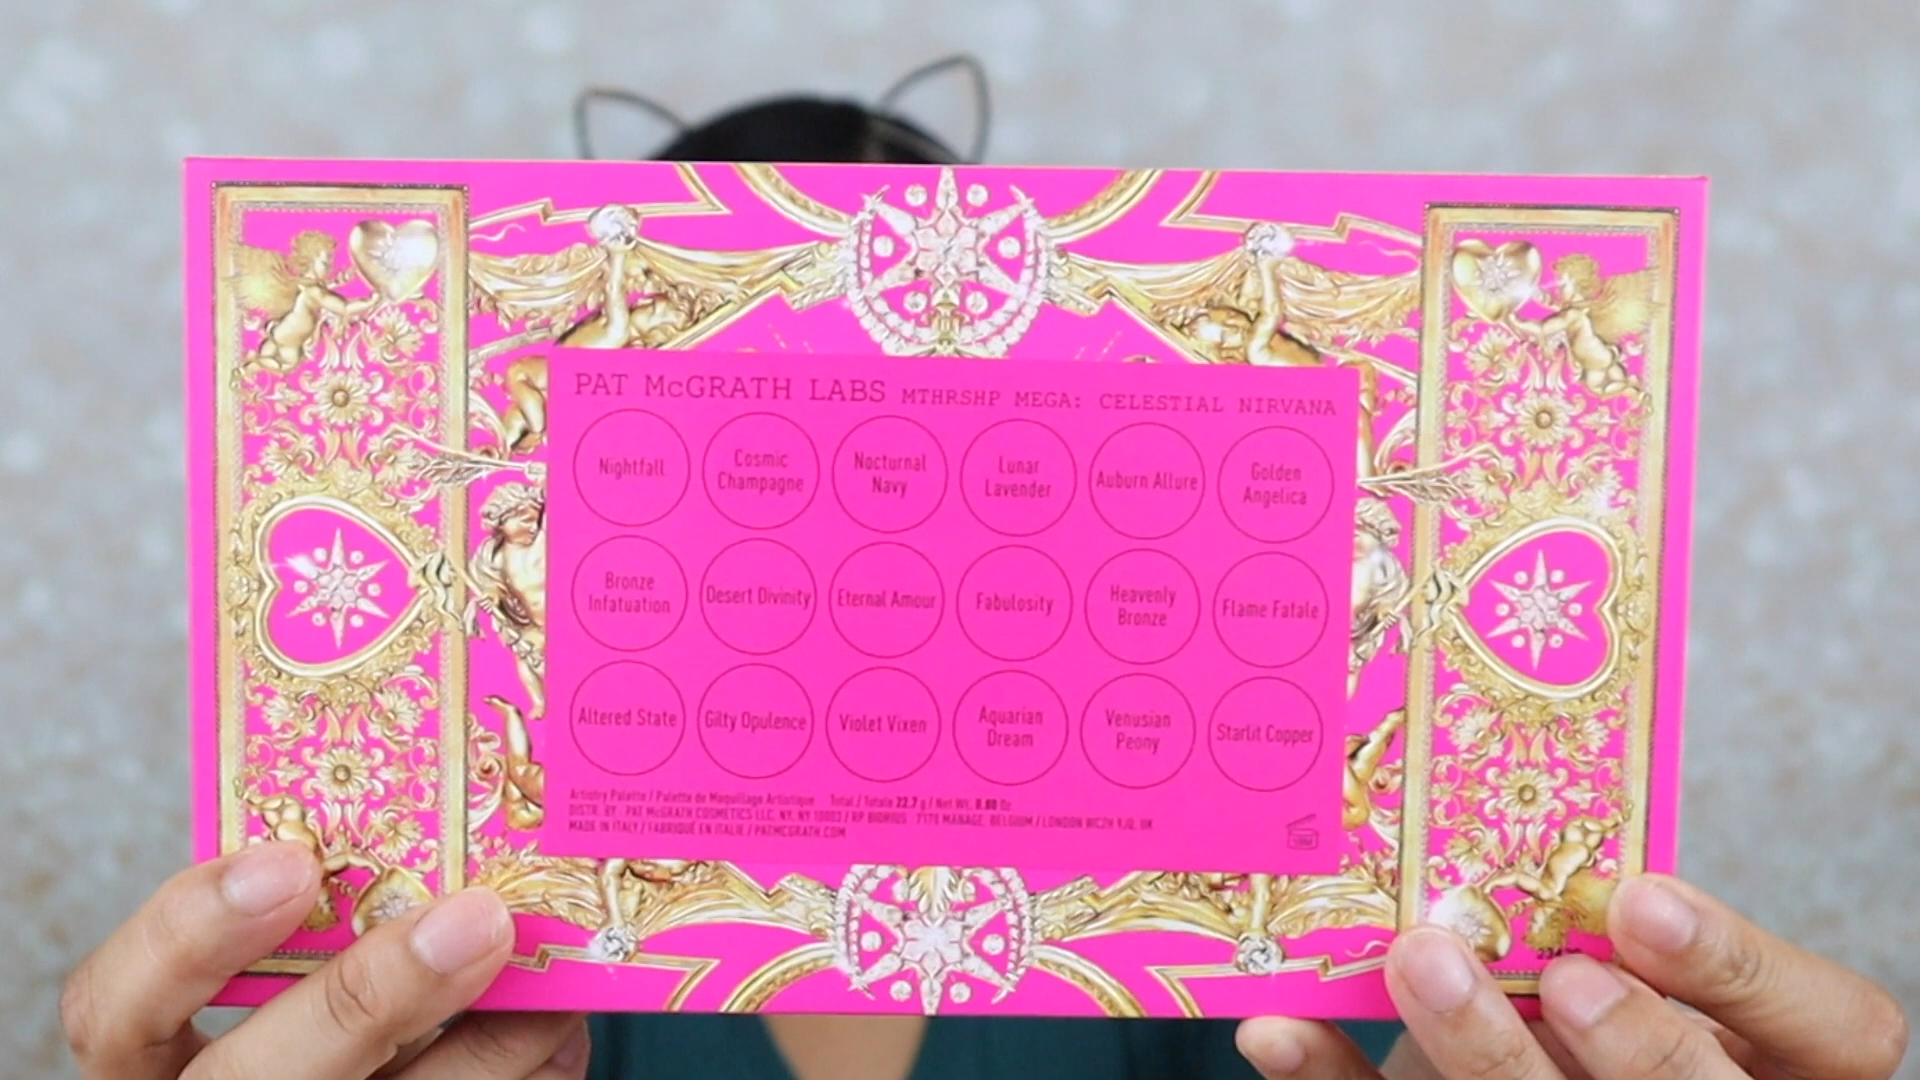 PAT McGRATH LABS MTHRSHP MEGA: CELESTIAL NIRVANA
Nightfall
Cosmic
Champagne
Nocturnal
Navy
Lunar
Lavender
Auburn Allure
Golden
Angelica
Bronze
Infatuation
Desert Divinity
Eternal Amour
Fabulosity
Heavenly
Bronze
Flame Fatale
Altered State
Gilty Opulence
Violet Vixen
Aquarian
Dream
Venusian
Peony
Starlit Copper
Artistry Palette / Palette de Maquillage Artistique Total / Totale 22.7 g / Net Wt. 0.80 Oz
DISTR. BY : PAT McGRATH COSMETICS LLC, NY, NY 10003 / RP BIORIUS 7170 MANAGE, BELGIUM / LONDON WC2H 9JQ, UK
MADE IN ITALY / FABRIQUÉ EN ITALIE / PATMCGRATH.COM